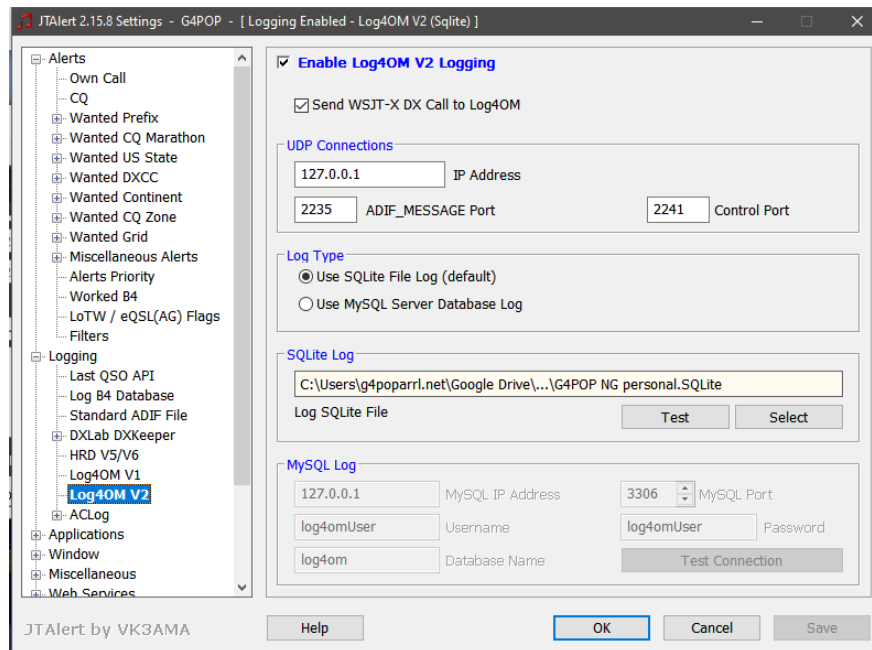 JTAlert 2.15.8 Settings - G4POP - [ Logging Enabled - Log4OM V2 (Sqlite) ]
Alerts
Own Call
CQ
Wanted Prefix
Wanted CQ Marathon
Wanted US State
Wanted DXCC
Wanted Continent
Wanted CQ Zone
Wanted Grid
Miscellaneous Alerts
Alerts Priority
Worked B4
LoTW / eQSL(AG) Flags
Filters
Logging
Last QSO API
Log B4 Database
Standard ADIF File
DXLab DXKeeper
HRD V5/V6
Log4OM V1
Log4OM V2
ACLog
Applications
Window
Miscellaneous
Web Services
Enable Log4OM V2 Logging
Send WSJT-X DX Call to Log4OM
UDP Connections
127.0.0.1 IP Address
2235 ADIF_MESSAGE Port 2241 Control Port
Log Type
Use SQLite File Log (default)
Use MySQL Server Database Log
SQLite Log
C:\Users\g4poparrl.net\Google Drive\...\G4POP NG personal.SQLite
Log SQLite File Test Select
MySQL Log
127.0.0.1 MySQL IP Address 3306 MySQL Port
log4omUser Username log4omUser Password
log4om Database Name Test Connection
JTAlert by VK3AMA Help OK Cancel Save